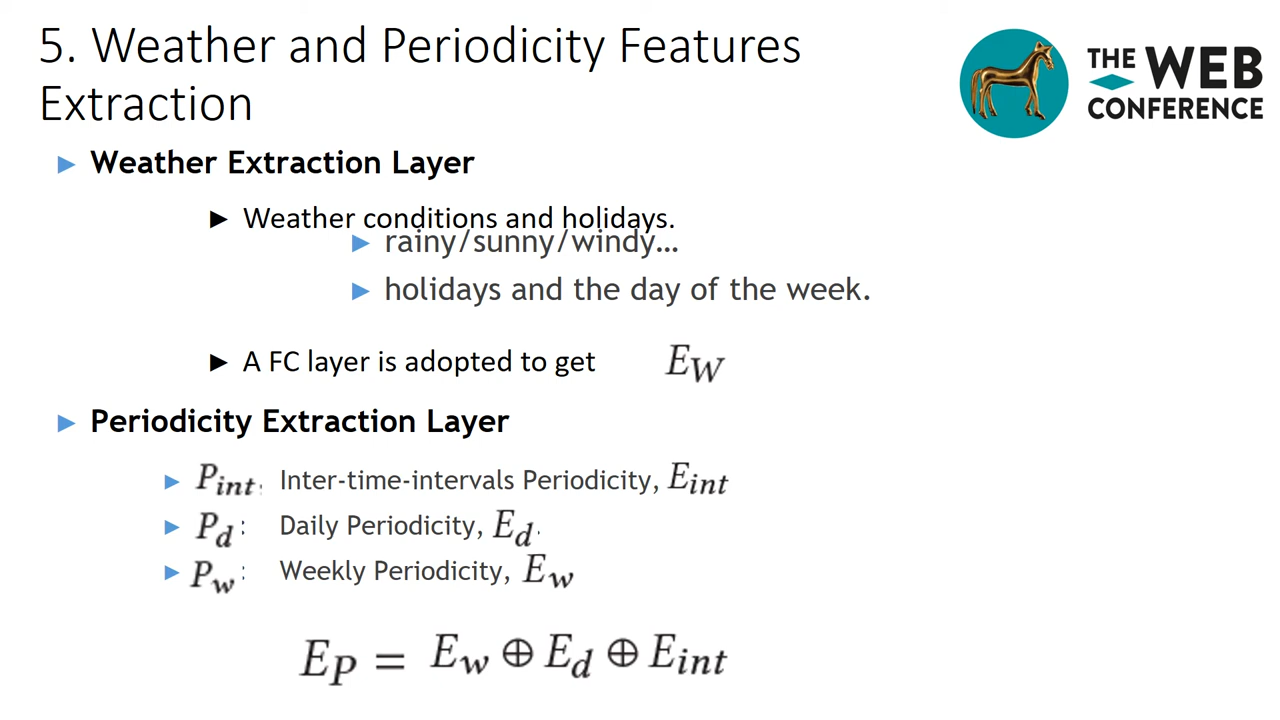 5. Weather and Periodicity Features
Extraction
THE WEB
CONFERENCE
► Weather Extraction Layer
► Weather conditions and holidays.
► rainy/sunny/windy…
► holidays and the day of the week.
► A FC layer is adopted to get E_W
► Periodicity Extraction Layer
► P_int: Inter-time-intervals Periodicity, E_int
► P_d: Daily Periodicity, E_d.
► P_w: Weekly Periodicity, E_w
E_P = E_w ⊕ E_d ⊕ E_int